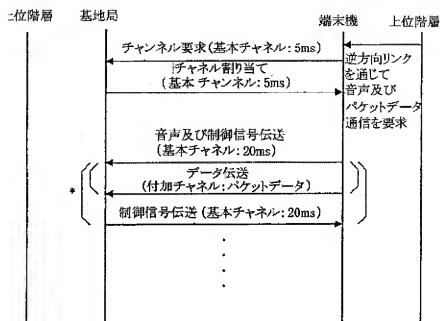 上位階層
基地局
端末機
上位階層
チャンネル要求(基本チャネル:5ms)
チャネル割り当て
(基本 チャンネル:5ms)
逆方向リンク
を通じて
音声及び
パケットデータ
通信を要求
音声及び制御信号伝送
(基本チャネル:20ms)
データ伝送
(付加チャネル:パケットデータ)
*
制御信号伝送(基本チャネル:20ms)